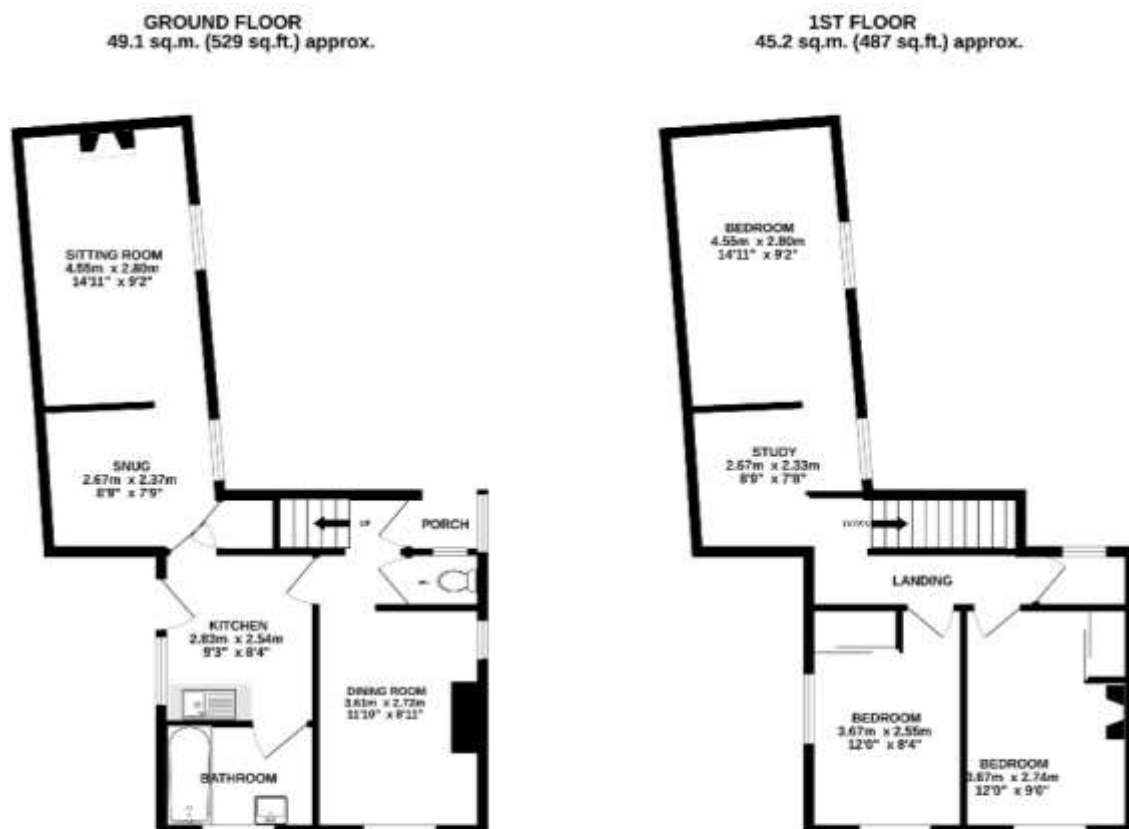 GROUND FLOOR
49.1 sq.m. (529 sq.ft.) approx.
1ST FLOOR
45.2 sq.m. (487 sq.ft.) approx.
SITTING ROOM
4.55m x 2.80m
14'11" x 9'2"
SNUG
2.67m x 2.37m
8'9" x 7'9"
UP
PORCH
KITCHEN
2.83m x 2.54m
9'3" x 8'4"
DINING ROOM
3.61m x 2.72m
11'10" x 8'11"
BATHROOM
BEDROOM
4.55m x 2.80m
14'11" x 9'2"
STUDY
2.67m x 2.33m
8'9" x 7'8"
DOWN
LANDING
BEDROOM
3.67m x 2.55m
12'0" x 8'4"
BEDROOM
3.67m x 2.74m
12'0" x 9'0"